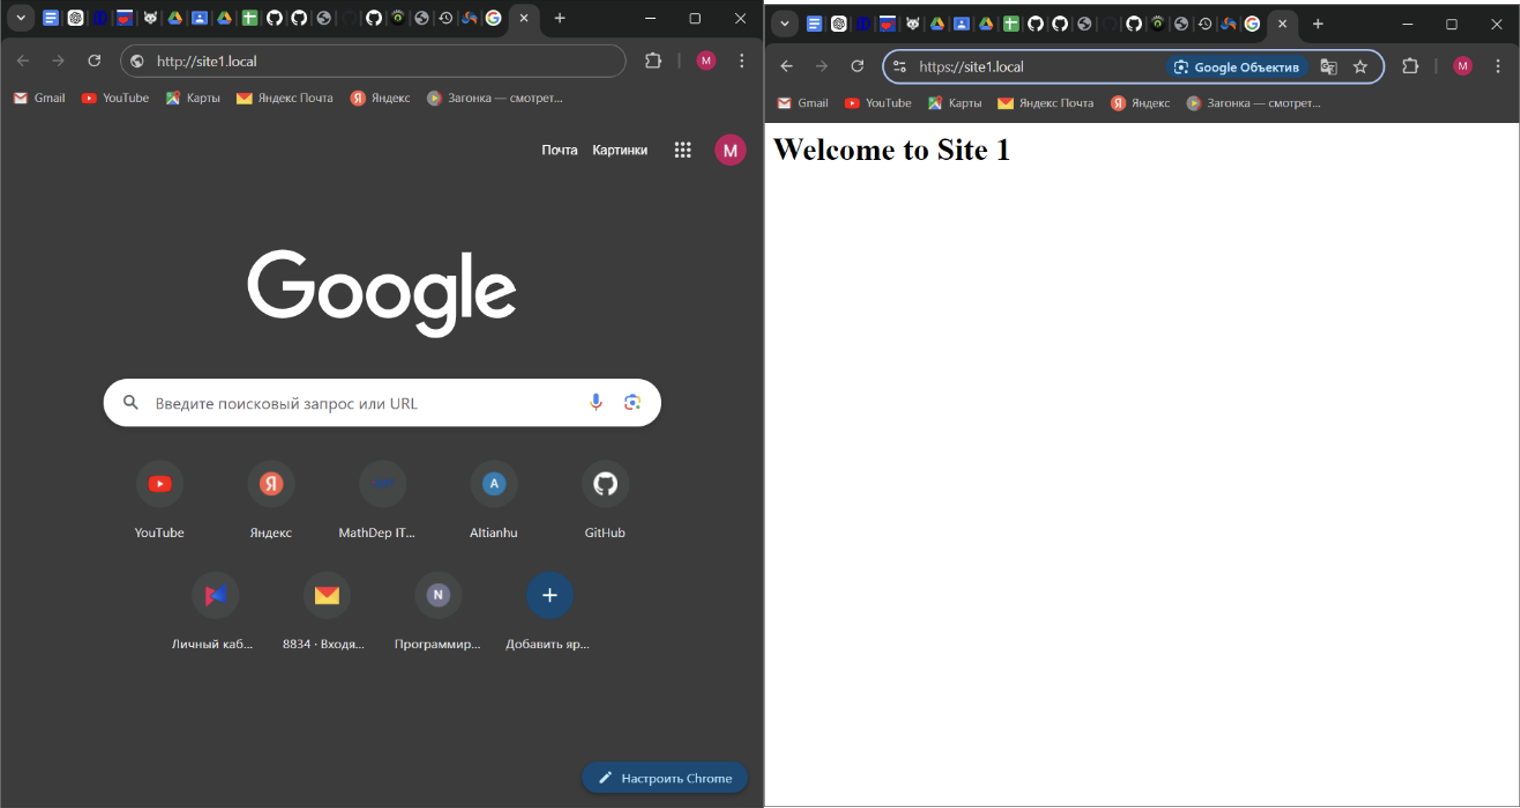 http://site1.local
M
Gmail YouTube Карты Яндекс Почта Яндекс Загонка — смотрет...
Почта Картинки M
Google
Введите поисковый запрос или URL
YouTube Яндекс MathDep IT... Altianhu GitHub
Личный каб... 8834 · Входя... Программир... Добавить яр...
Настроить Chrome
https://site1.local Google Объектив
M
Gmail YouTube Карты Яндекс Почта Яндекс Загонка — смотрет...
Welcome to Site 1